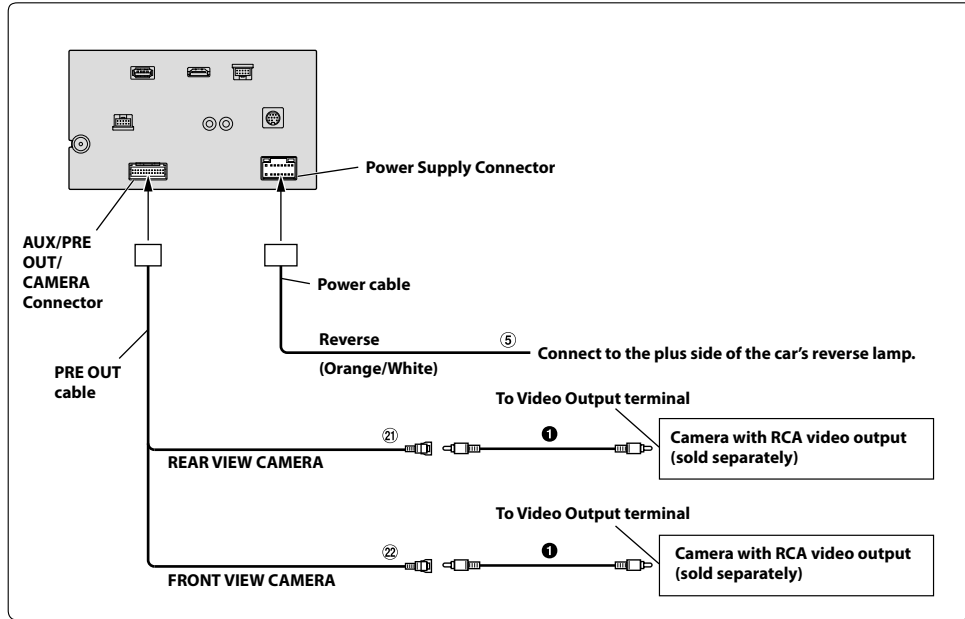 Power Supply Connector
AUX/PRE
OUT/
CAMERA
Connector
Power cable
Reverse
(Orange/White)
⑤
Connect to the plus side of the car's reverse lamp.
PRE OUT
cable
To Video Output terminal
㉑
❶
REAR VIEW CAMERA
Camera with RCA video output
(sold separately)
To Video Output terminal
㉒
❶
FRONT VIEW CAMERA
Camera with RCA video output
(sold separately)